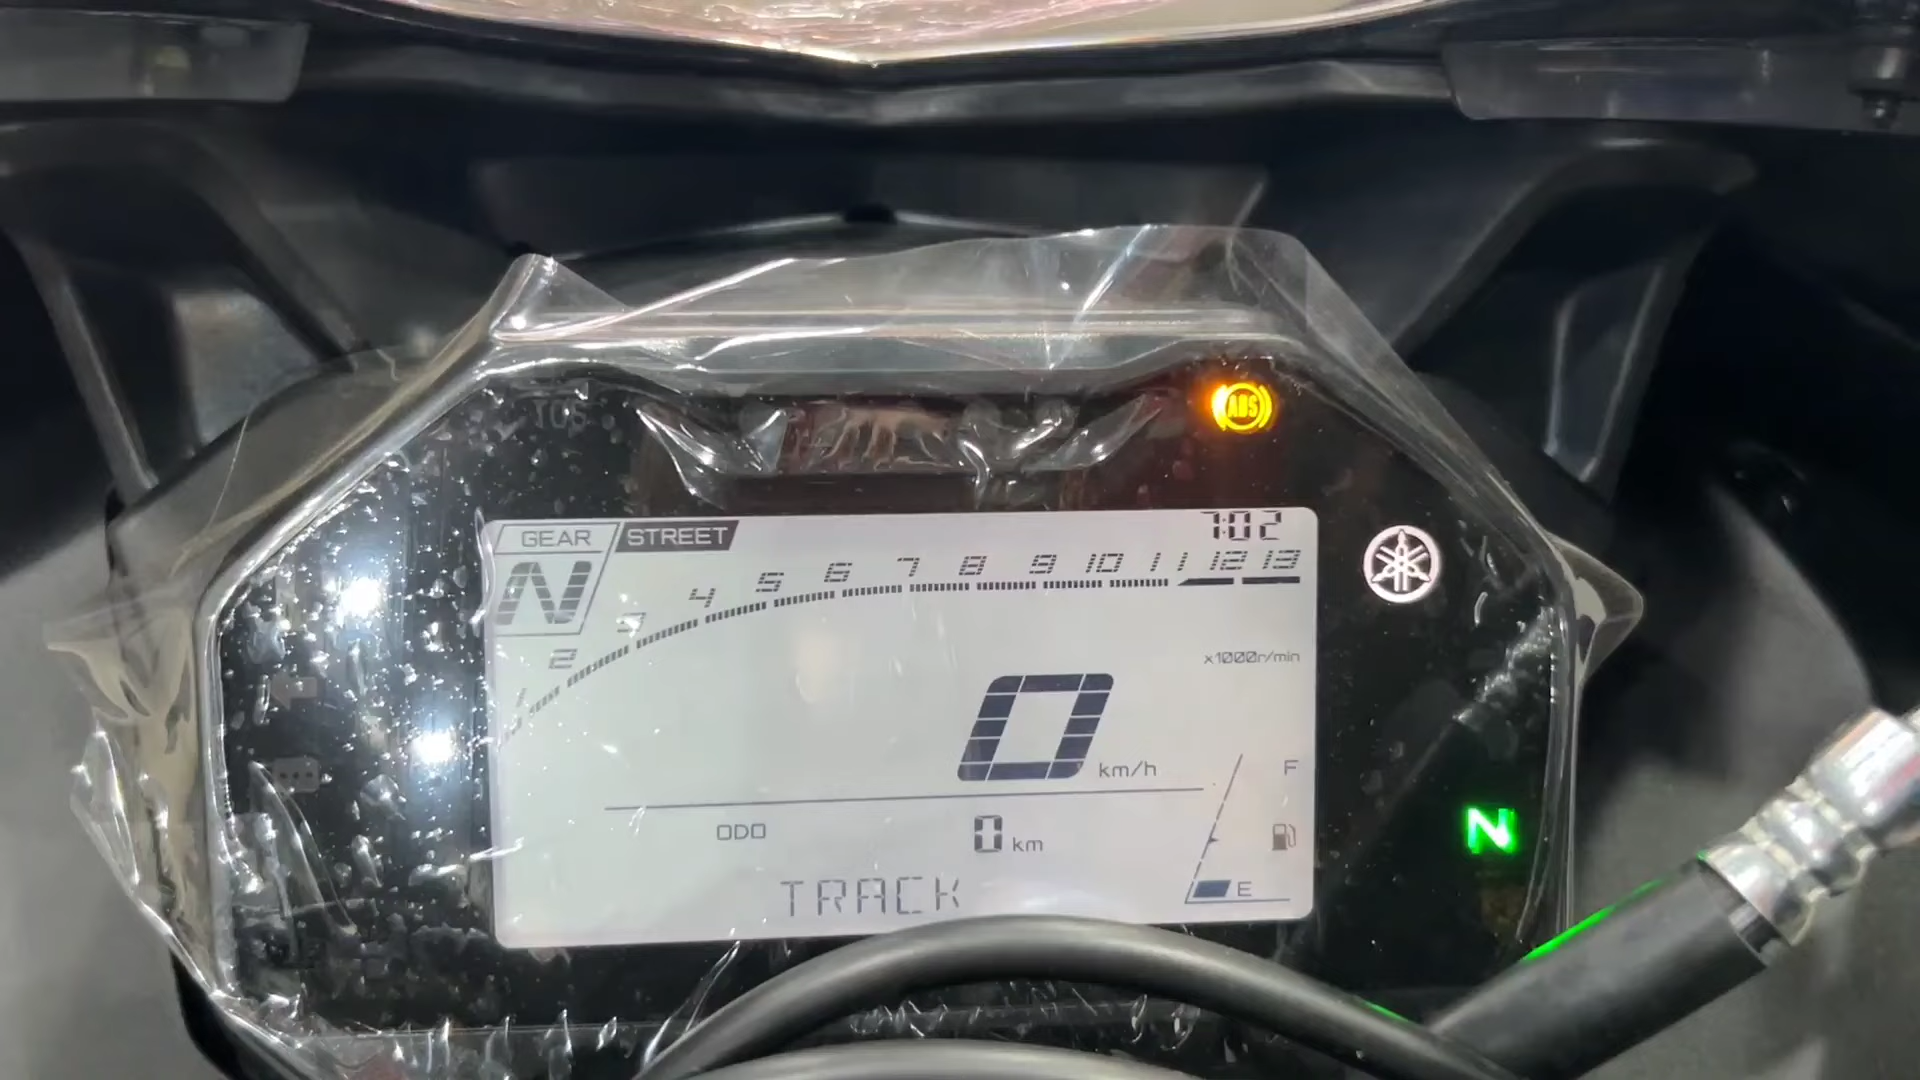 TCS
ABS
GEAR STREET 7:02
N
1 2 3 4 5 6 7 8 9 10 11 12 13
x1000r/min
0 km/h
F
ODO 0 km
N
E
TRACK